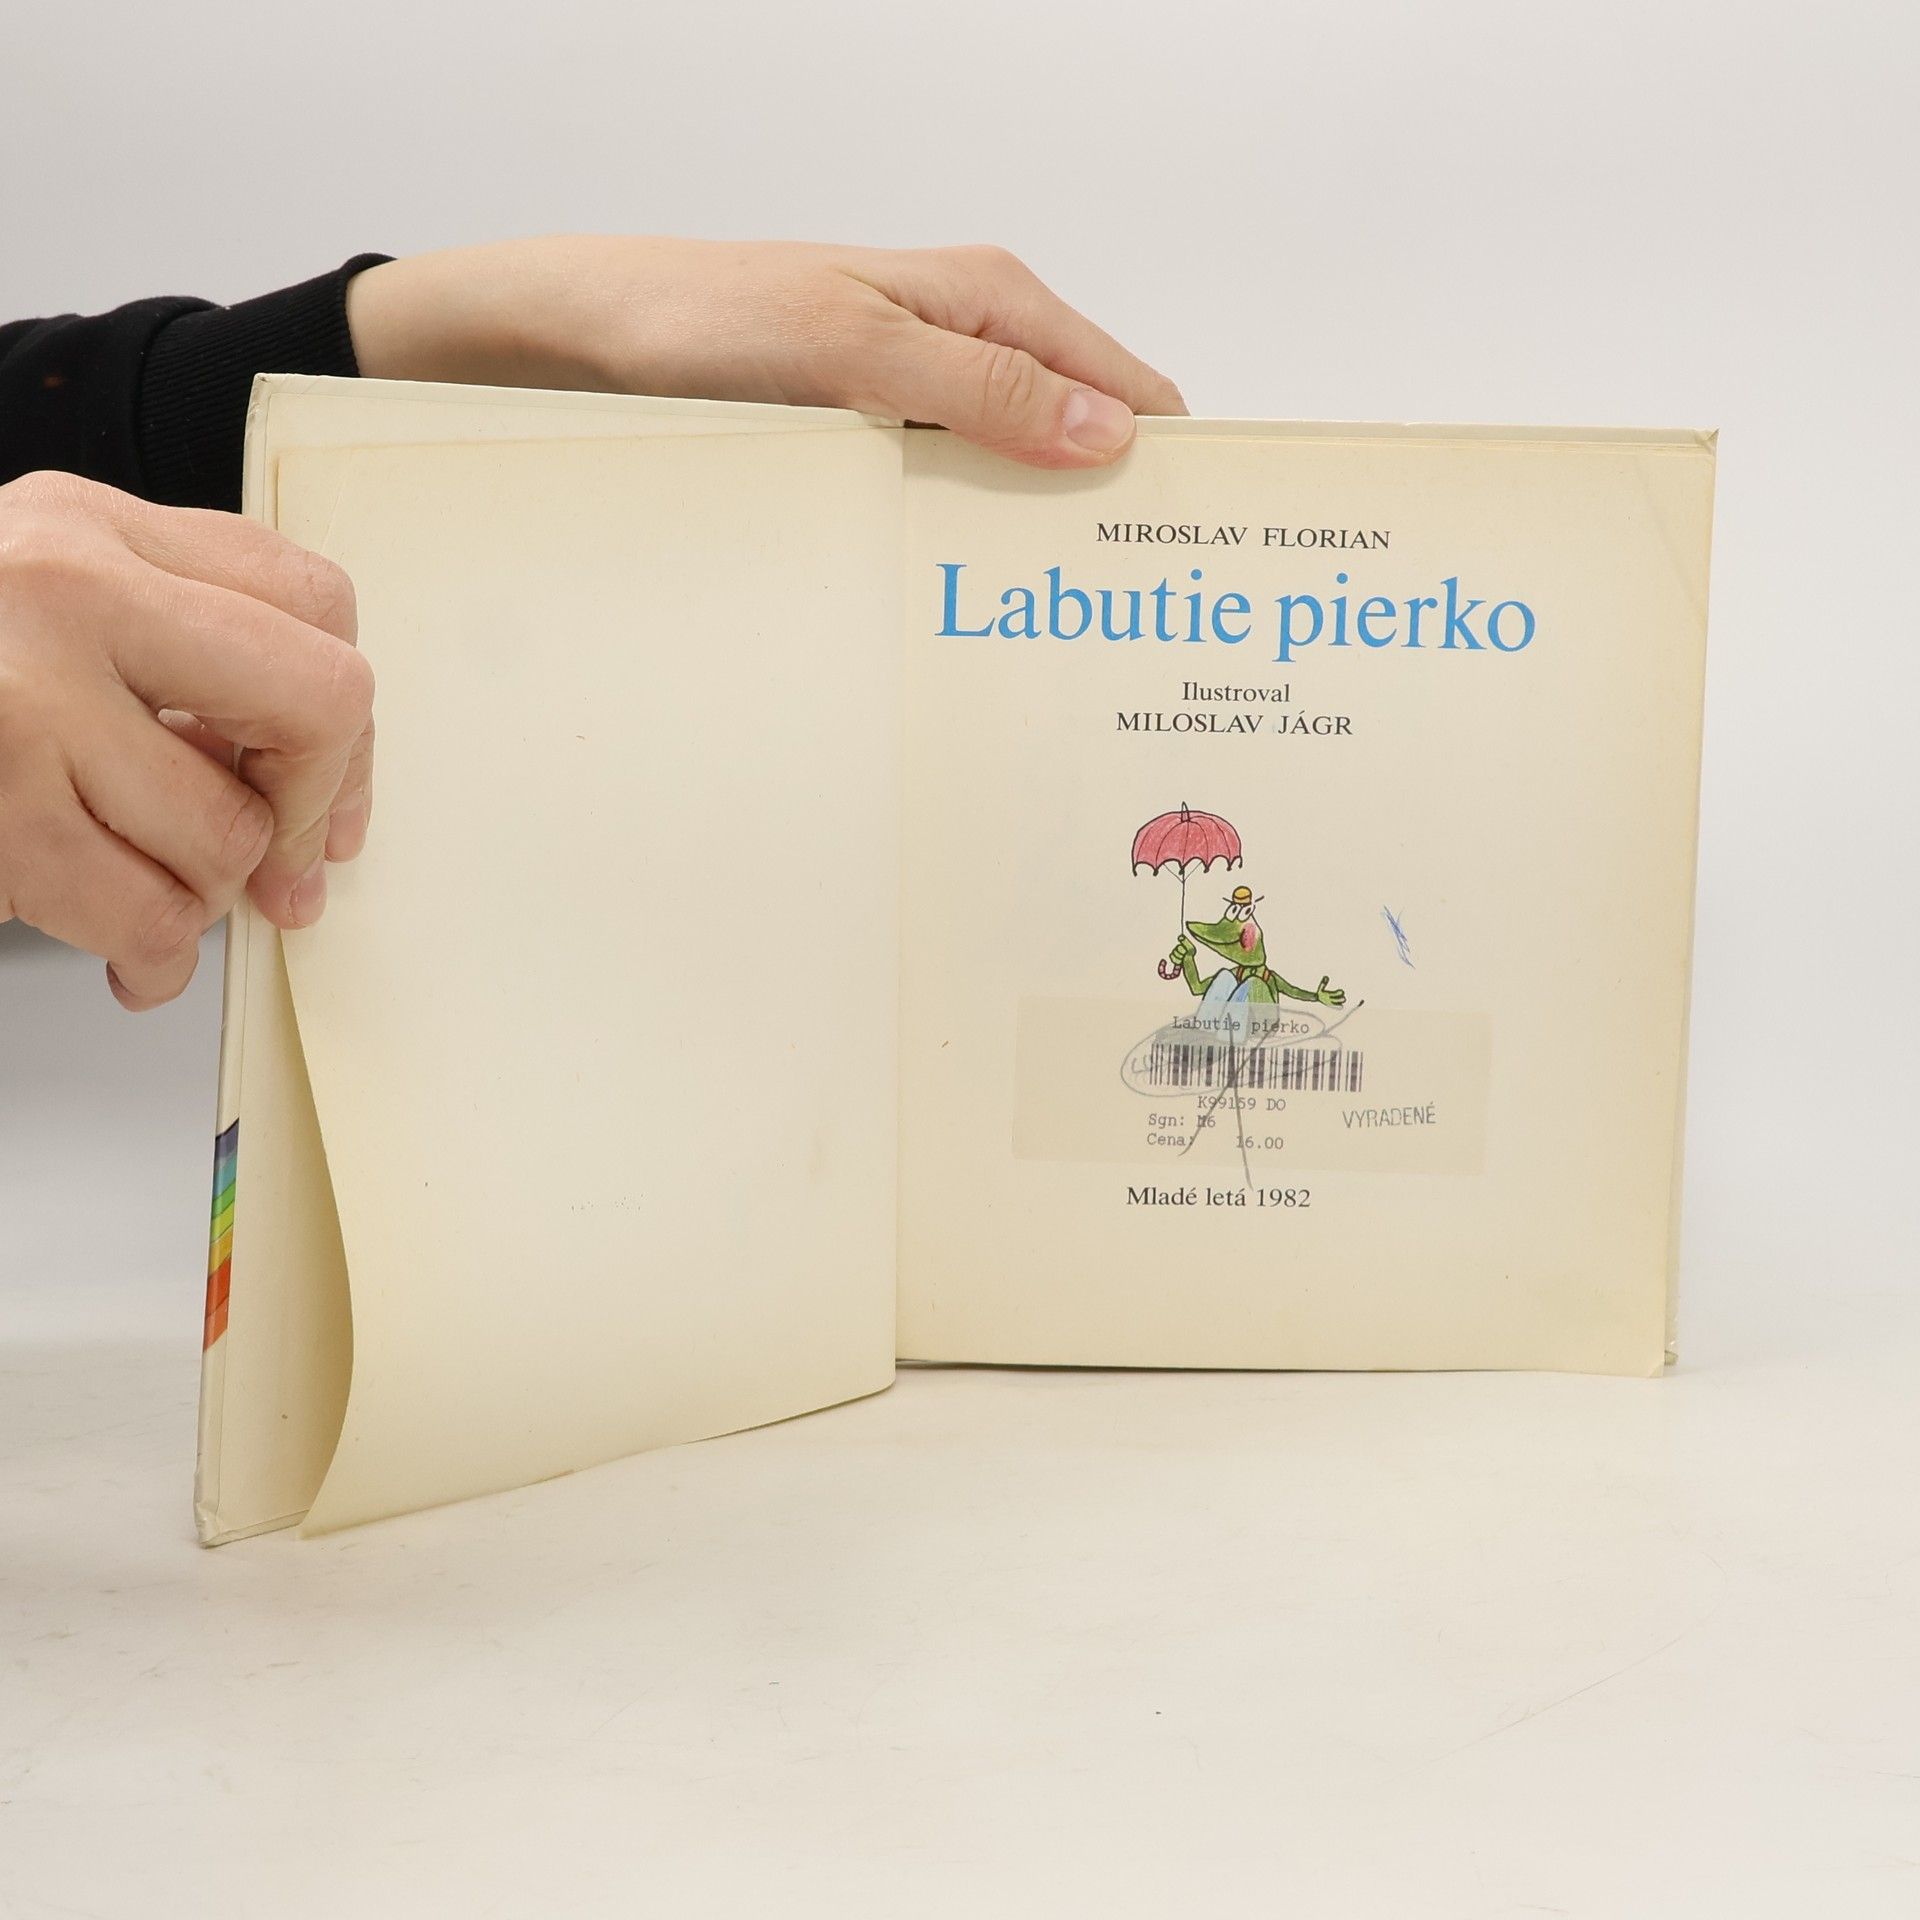 MIROSLAV FLORIAN
Labutie pierko
Ilustroval
MILOSLAV JÁGR
Labutie pierko
K99159 DO
Sgn: M6
VYRADENÉ
Cena: 16.00
Mladé letá 1982